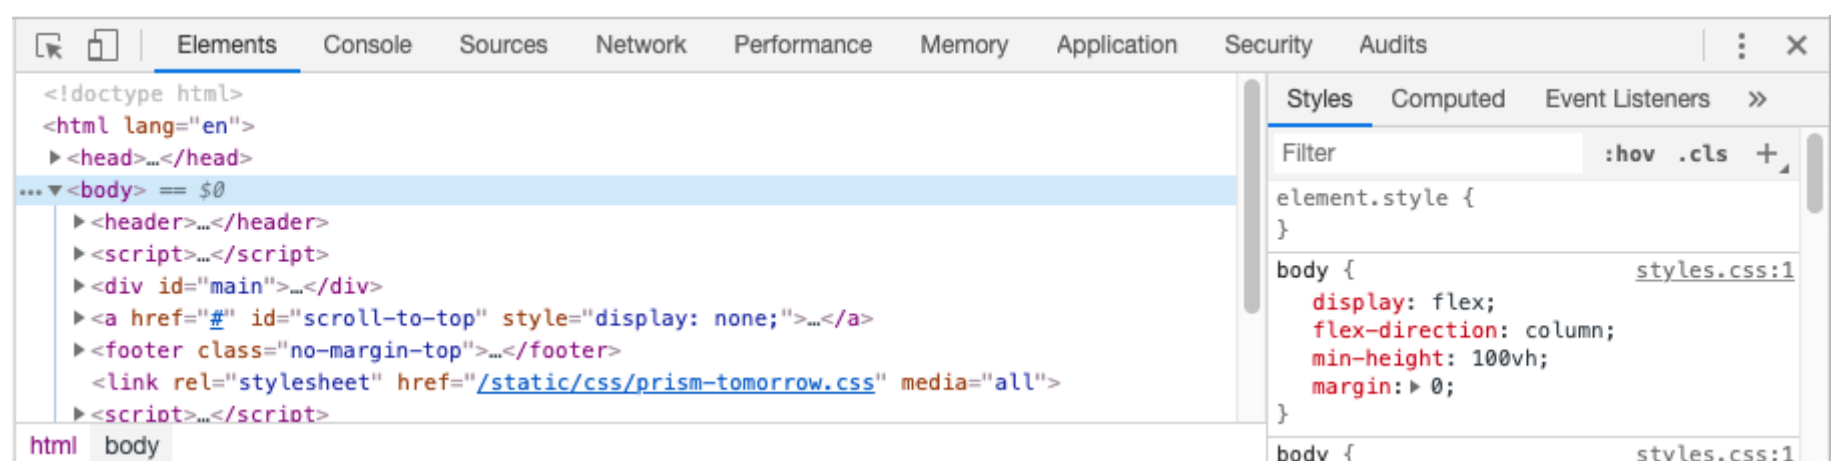 Elements Console Sources Network Performance Memory Application Security Audits
<!doctype html>
<html lang="en">
<head>…</head>
<body> == $0
<header>…</header>
<script>…</script>
<div id="main">…</div>
<a href="#" id="scroll-to-top" style="display: none;">…</a>
<footer class="no-margin-top">…</footer>
<link rel="stylesheet" href="/static/css/prism-tomorrow.css" media="all">
<script>…</script>
html body
Styles Computed Event Listeners »
Filter :hov .cls +
element.style {
}
body { styles.css:1
display: flex;
flex-direction: column;
min-height: 100vh;
margin: 0;
}
body { styles.css:1